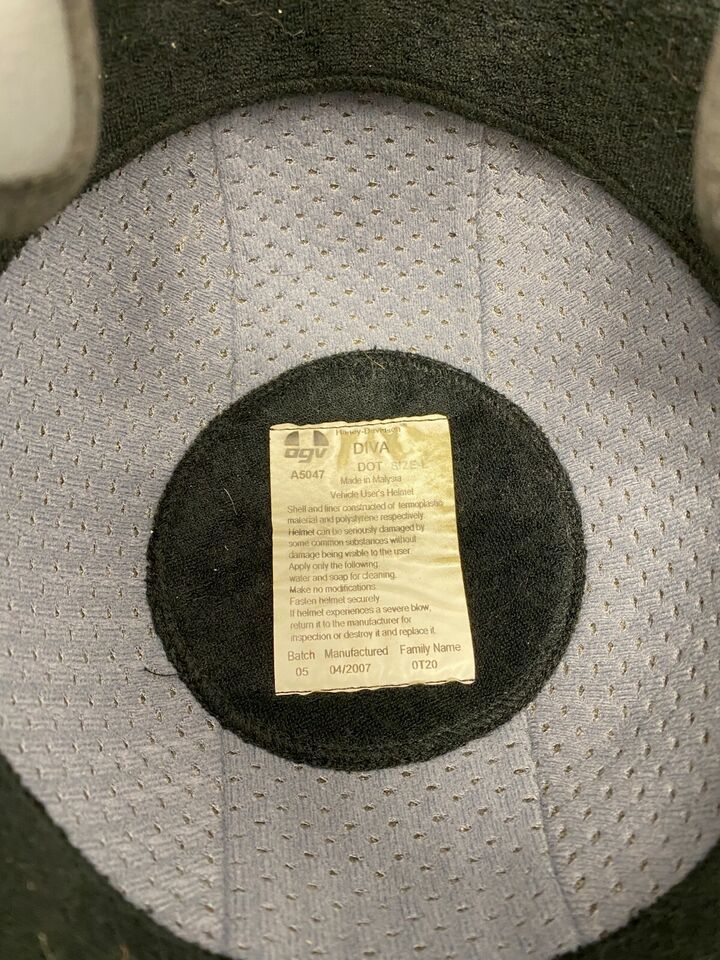 Harley-Davidson
agv DIVA
A5047 DOT SIZE-L
Made in Malysia
Vehicle User's Helmet
Shell and liner constructed of termoplastic
material and polystyrene respectively.
Helmet can be seriously damaged by
some common substances without
damage being visible to the user.
Apply only the following
water and soap for cleaning.
Make no modifications.
Fasten helmet securely.
If helmet experiences a severe blow,
return it to the manufacturer for
inspection or destroy it and replace it.
Batch Manufactured Family Name
05 04/2007 0T20